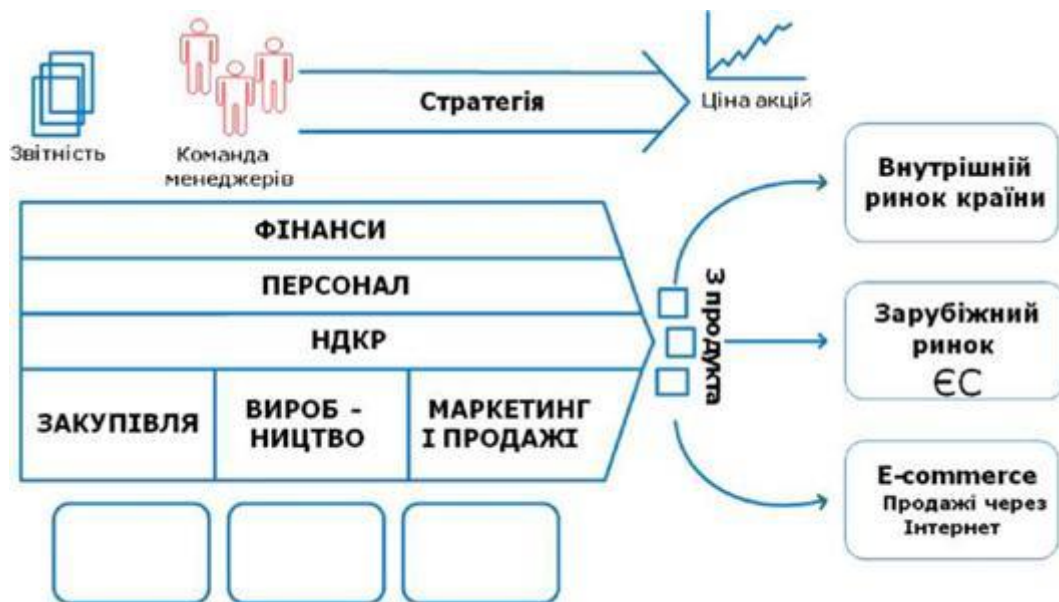 Стратегія
Ціна акцій
Звітність
Команда
менеджерів
Внутрішній
ринок країни
ФІНАНСИ
ПЕРСОНАЛ
НДКР
ЗАКУПІВЛЯ
ВИРОБ -
НИЦТВО
МАРКЕТИНГ
І ПРОДАЖІ
3 продукта
Зарубіжний
ринок
ЄС
E-commerce
Продажі через
Інтернет